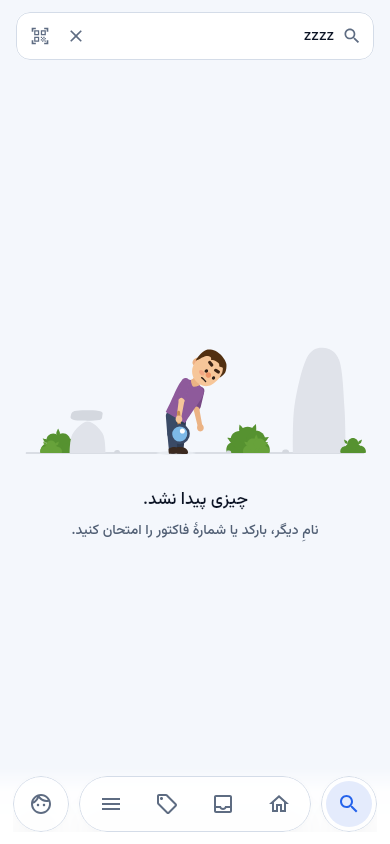 zzzz
چیزی پیدا نشد.
نامِ دیگر، بارکد یا شمارهٔ فاکتور را امتحان کنید.